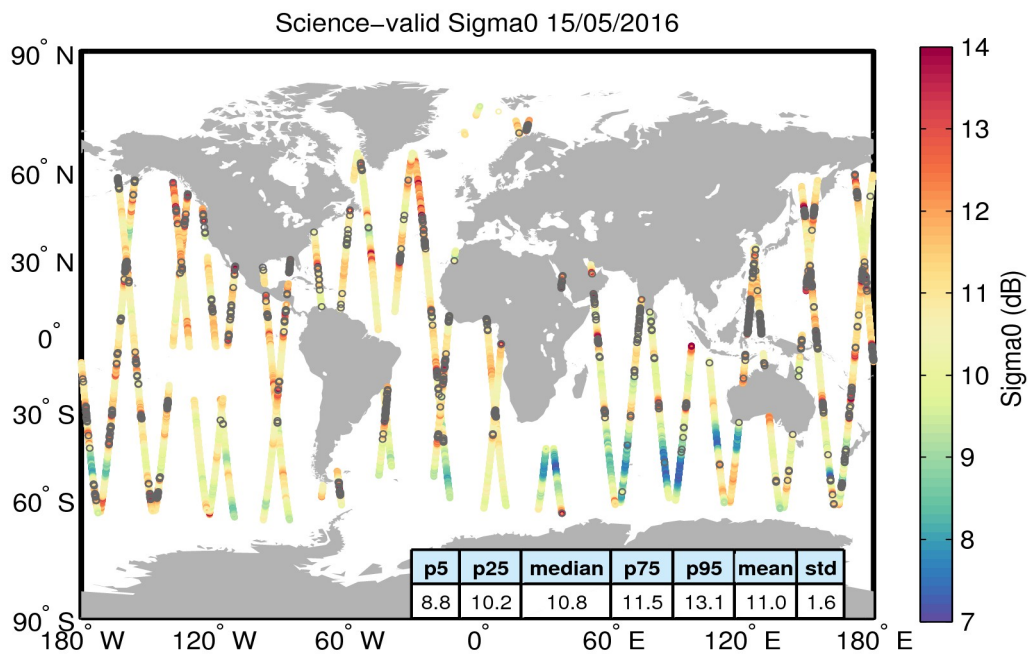 Science−valid Sigma0 15/05/2016
90° N
60° N
30° N
0°
30° S
60° S
90° S
180° W
120° W
60° W
0°
60° E
120° E
180° E
p5 p25 median p75 p95 mean std
8.8 10.2 10.8 11.5 13.1 11.0 1.6
14
13
12
11
10
9
8
7
Sigma0 (dB)